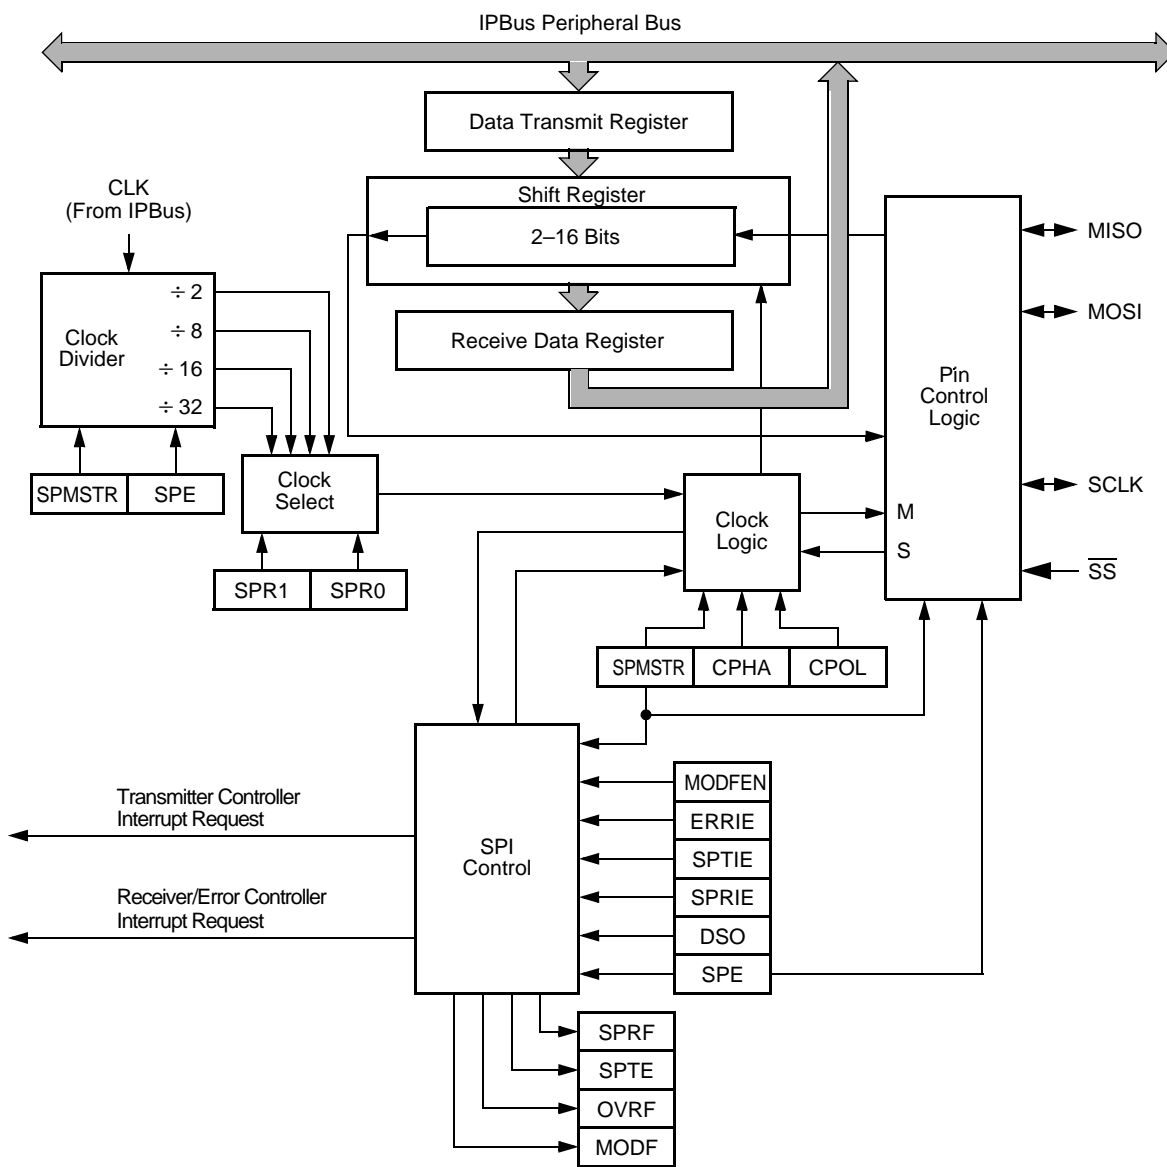 IPBus Peripheral Bus
Data Transmit Register
Shift Register
2–16 Bits
Receive Data Register
CLK
(From IPBus)
Clock
Divider
÷ 2
÷ 8
÷ 16
÷ 32
SPMSTR
SPE
Clock
Select
SPR1
SPR0
Clock
Logic
Pin
Control
Logic
M
S
MISO
MOSI
SCLK
SS
SPMSTR
CPHA
CPOL
SPI
Control
Transmitter Controller
Interrupt Request
Receiver/Error Controller
Interrupt Request
MODFEN
ERRIE
SPTIE
SPRIE
DSO
SPE
SPRF
SPTE
OVRF
MODF